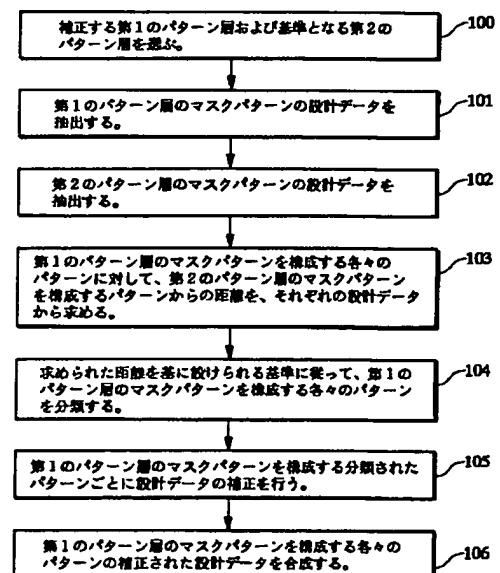 補正する第1のパターン層および基準となる第2の
パターン層を選ぶ。
100
第1のパターン層のマスクパターンの設計データを
抽出する。
101
第2のパターン層のマスクパターンの設計データを
抽出する。
102
第1のパターン層のマスクパターンを構成する各々の
パターンに対して、第2のパターン層のマスクパターン
を構成するパターンからの距離を、それぞれの設計データ
から求める。
103
求められた距離を基に設けられる基準に従って、第1の
パターン層のマスクパターンを構成する各々のパターン
を分類する。
104
第1のパターン層のマスクパターンを構成する分類された
パターンごとに設計データの補正を行う。
105
第1のパターン層のマスクパターンを構成する各々の
パターンの補正された設計データを合成する。
106